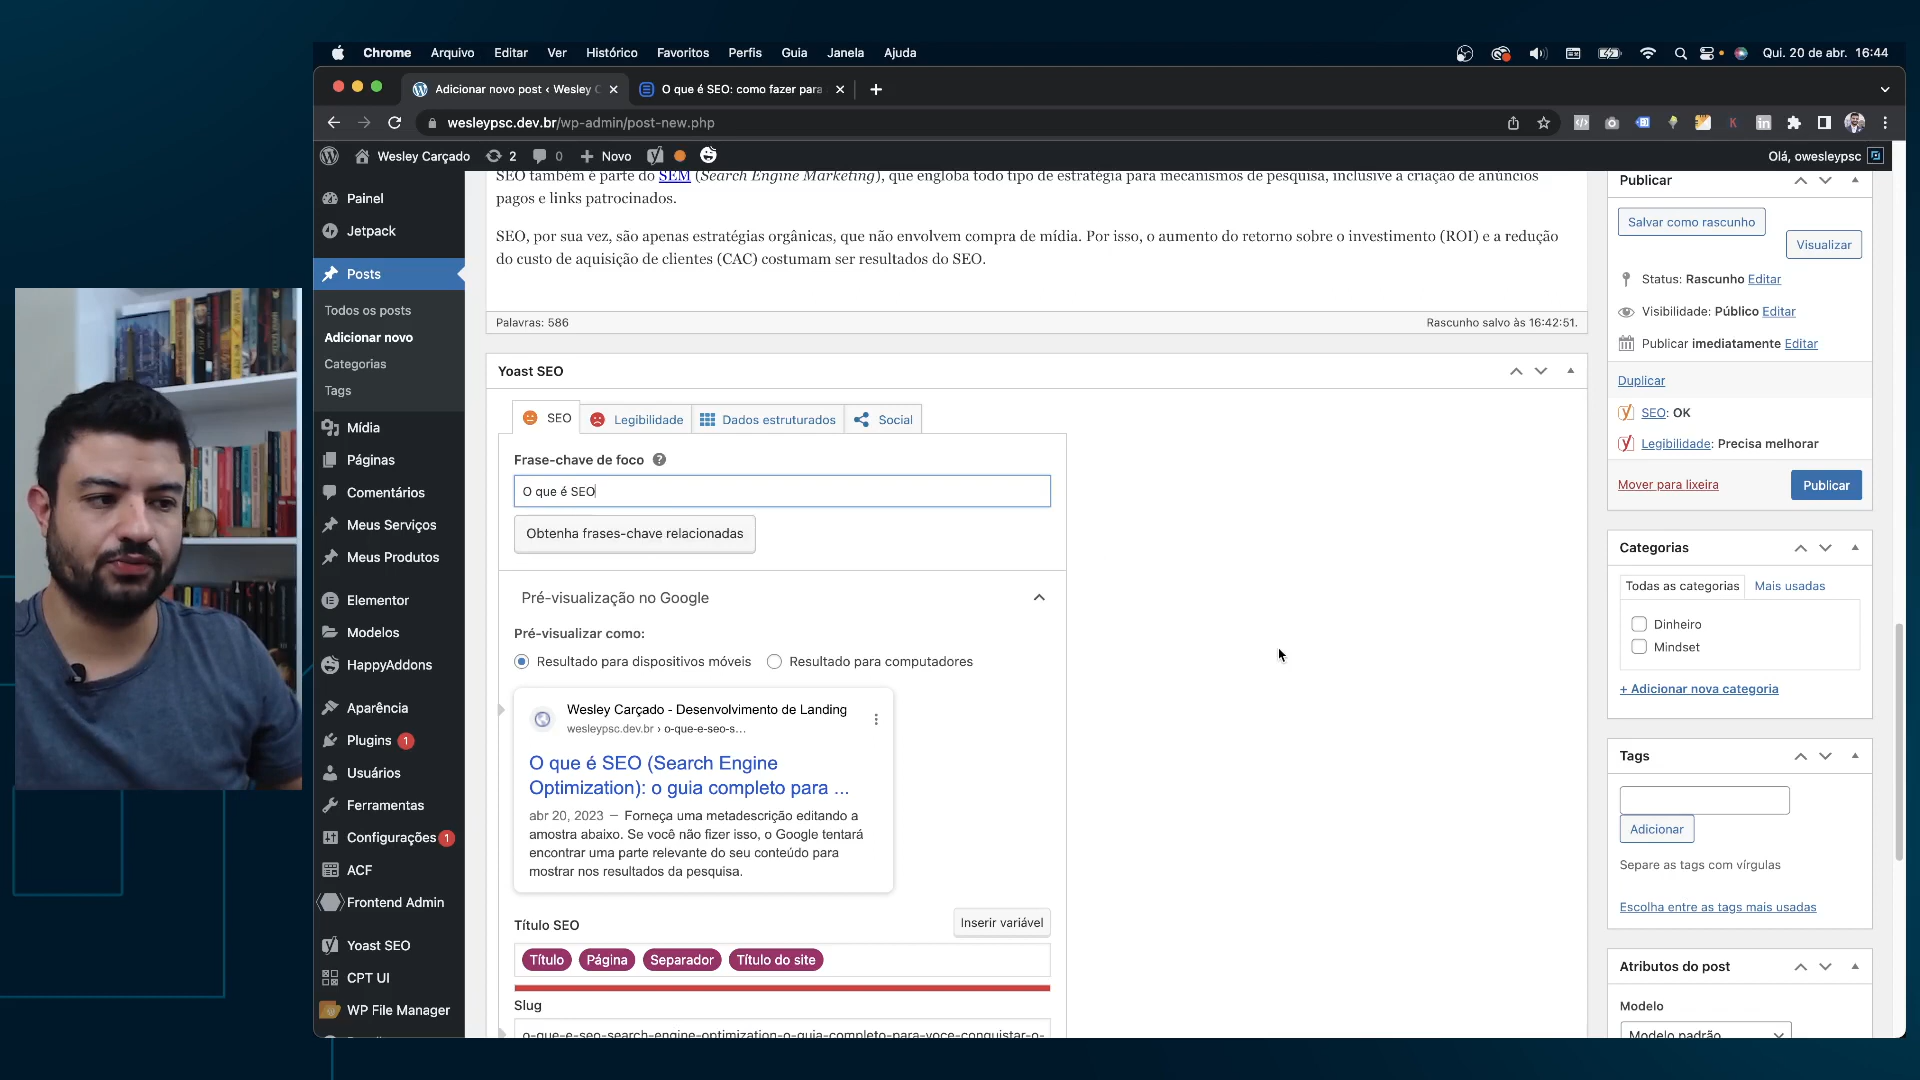 Chrome Arquivo Editar Ver Histórico Favoritos Perfis Guia Janela Ajuda
Qui. 20 de abr. 16:44
Adicionar novo post ‹ Wesley C
O que é SEO: como fazer para
wesleypsc.dev.br/wp-admin/post-new.php
Wesley Carçado 2 0 Novo
Olá, owesleypsc
Painel
Jetpack
Posts
Todos os posts
Adicionar novo
Categorias
Tags
Mídia
Páginas
Comentários
Meus Serviços
Meus Produtos
Elementor
Modelos
HappyAddons
Aparência
Plugins 1
Usuários
Ferramentas
Configurações 1
ACF
Frontend Admin
Yoast SEO
CPT UI
WP File Manager
SEO também é parte do SEM (Search Engine Marketing), que engloba todo tipo de estratégia para mecanismos de pesquisa, inclusive a criação de anúncios
pagos e links patrocinados.
SEO, por sua vez, são apenas estratégias orgânicas, que não envolvem compra de mídia. Por isso, o aumento do retorno sobre o investimento (ROI) e a redução
do custo de aquisição de clientes (CAC) costumam ser resultados do SEO.
Palavras: 586
Rascunho salvo às 16:42:51.
Yoast SEO
SEO
Legibilidade
Dados estruturados
Social
Frase-chave de foco
O que é SEO
Obtenha frases-chave relacionadas
Pré-visualização no Google
Pré-visualizar como:
Resultado para dispositivos móveis
Resultado para computadores
Wesley Carçado - Desenvolvimento de Landing
wesleypsc.dev.br › o-que-e-seo-s...
O que é SEO (Search Engine
Optimization): o guia completo para ...
abr 20, 2023 － Forneça uma metadescrição editando a
amostra abaixo. Se você não fizer isso, o Google tentará
encontrar uma parte relevante do seu conteúdo para
mostrar nos resultados da pesquisa.
Título SEO
Inserir variável
Título Página Separador Título do site
Slug
o-que-e-seo-search-engine-optimization-o-guia-completo-para-voce-conquistar-o-
Publicar
Salvar como rascunho
Visualizar
Status: Rascunho Editar
Visibilidade: Público Editar
Publicar imediatamente Editar
Duplicar
SEO: OK
Legibilidade: Precisa melhorar
Mover para lixeira
Publicar
Categorias
Todas as categorias
Mais usadas
Dinheiro
Mindset
+ Adicionar nova categoria
Tags
Adicionar
Separe as tags com vírgulas
Escolha entre as tags mais usadas
Atributos do post
Modelo
Modelo padrão